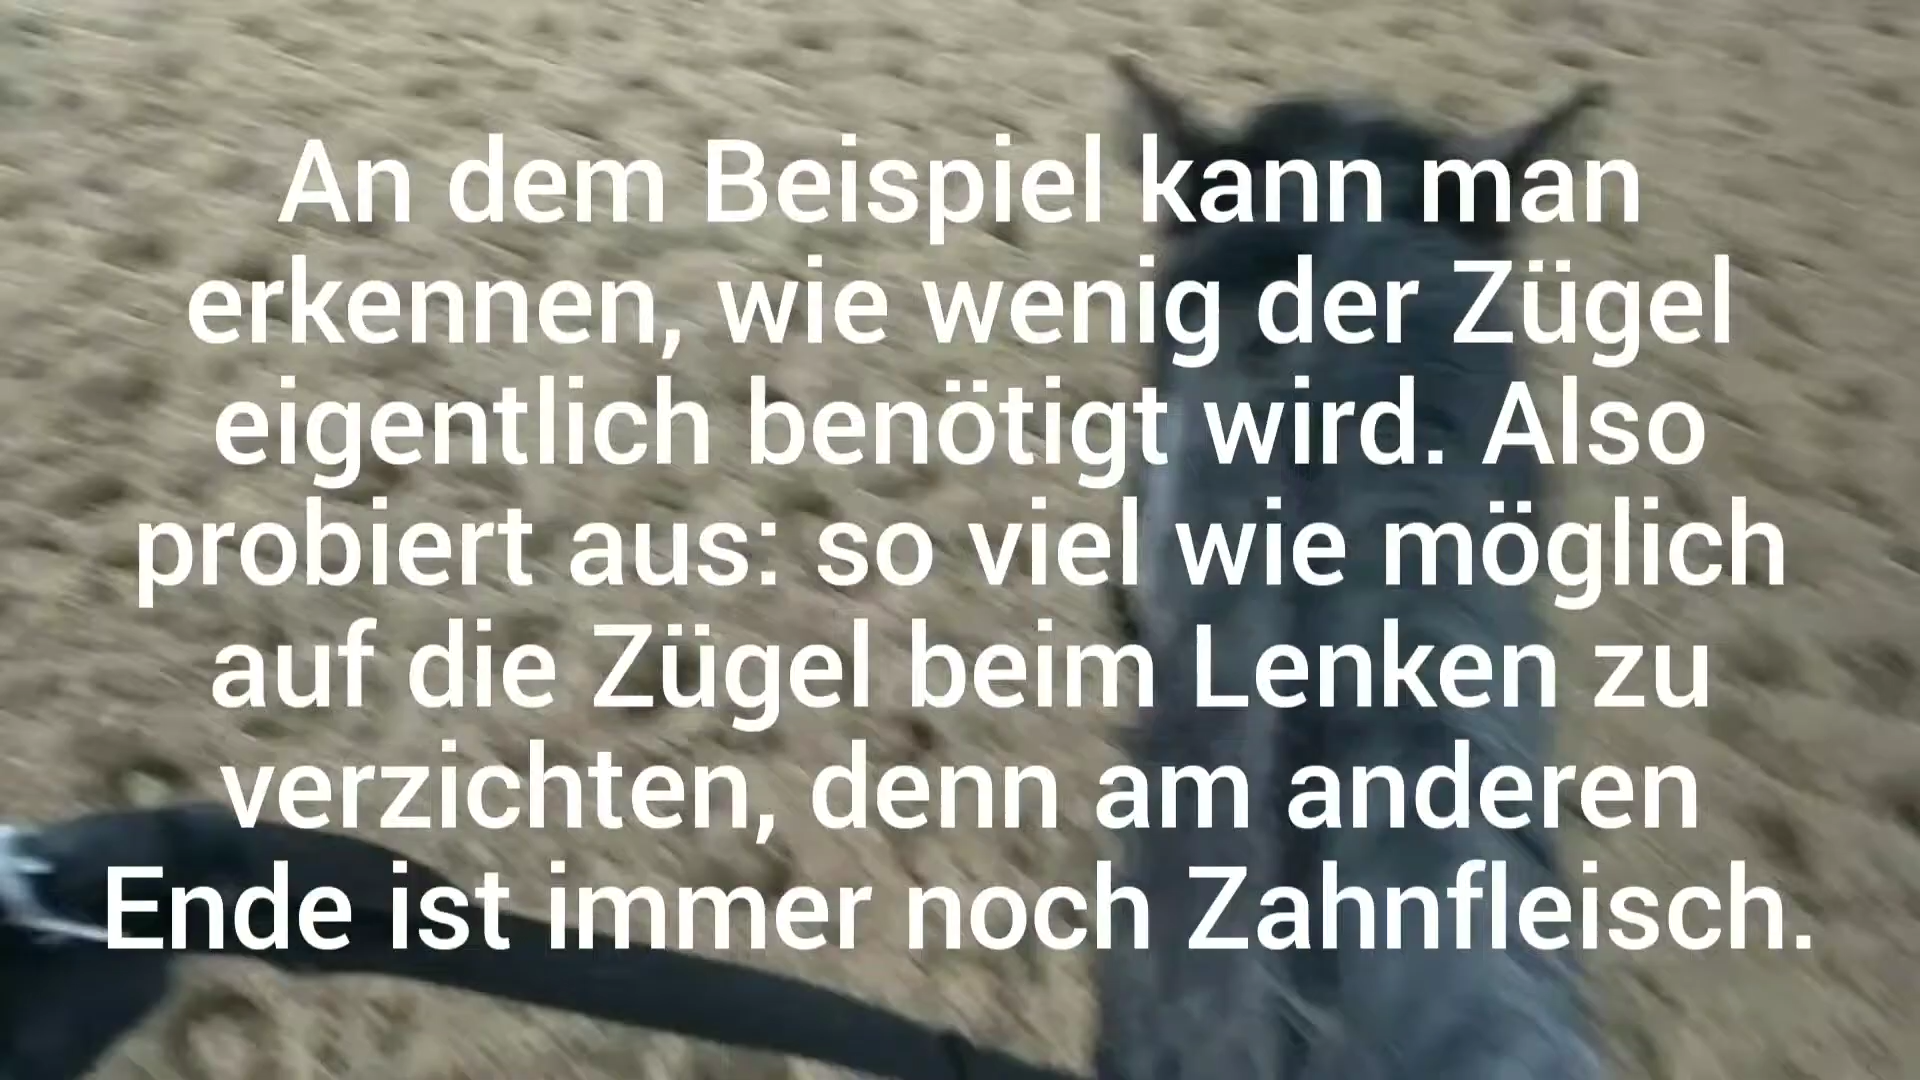 An dem Beispiel kann man
erkennen, wie wenig der Zügel
eigentlich benötigt wird. Also
probiert aus: so viel wie möglich
auf die Zügel beim Lenken zu
verzichten, denn am anderen
Ende ist immer noch Zahnfleisch.